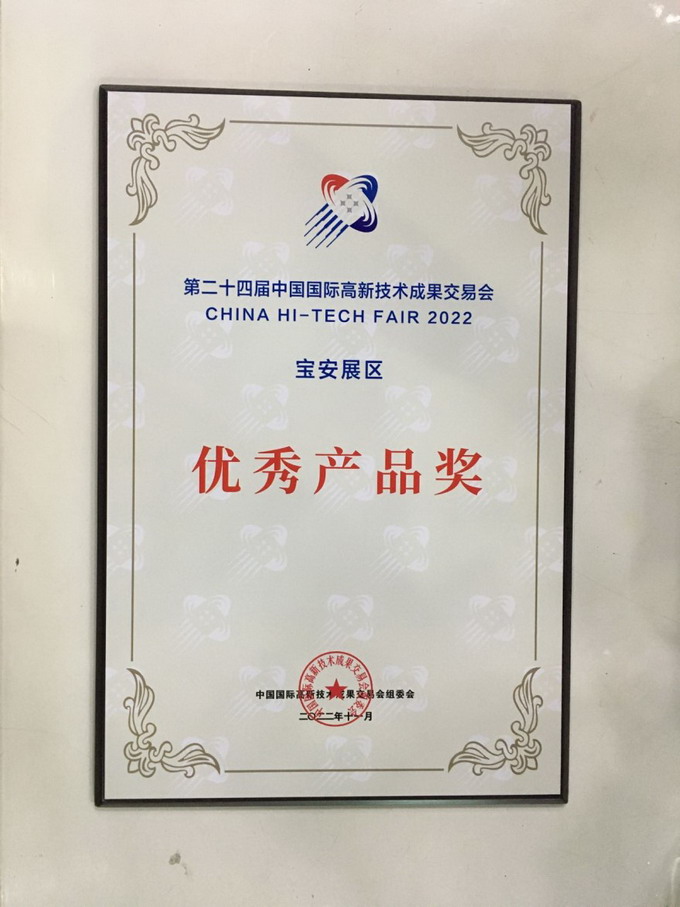 第二十四届中国国际高新技术成果交易会
CHINA HI-TECH FAIR 2022
宝安展区
优秀产品奖
中国国际高新技术成果交易会组委会
二〇二二年十一月